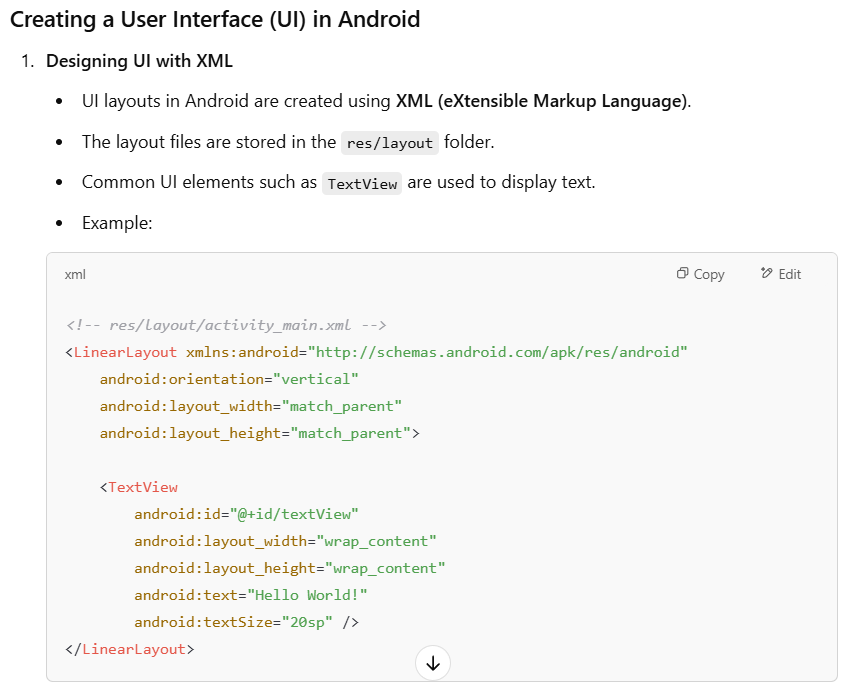 Creating a User Interface (UI) in Android
1. Designing UI with XML
• UI layouts in Android are created using XML (eXtensible Markup Language).
• The layout files are stored in the res/layout folder.
• Common UI elements such as TextView are used to display text.
• Example:
xml Copy Edit
<!-- res/layout/activity_main.xml -->
<LinearLayout xmlns:android="http://schemas.android.com/apk/res/android"
    android:orientation="vertical"
    android:layout_width="match_parent"
    android:layout_height="match_parent">

    <TextView
        android:id="@+id/textView"
        android:layout_width="wrap_content"
        android:layout_height="wrap_content"
        android:text="Hello World!"
        android:textSize="20sp" />
</LinearLayout>